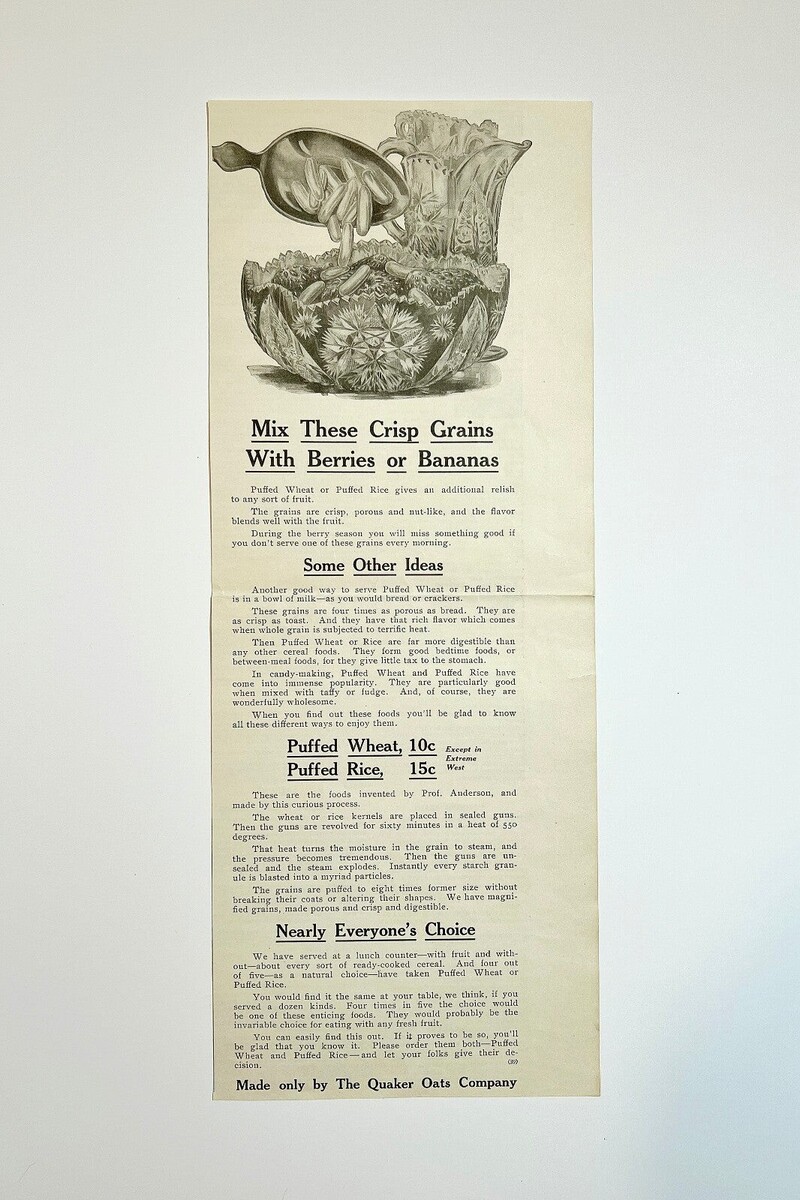 Mix These Crisp Grains
With Berries or Bananas
Puffed Wheat or Puffed Rice gives an additional relish
to any sort of fruit.
The grains are crisp, porous and nut-like, and the flavor
blends well with the fruit.
During the berry season you will miss something good if
you don't serve one of these grains every morning.
Some Other Ideas
Another good way to serve Puffed Wheat or Puffed Rice
is in a bowl of milk—as you would bread or crackers.
These grains are four times as porous as bread. They are
as crisp as toast. And they have that rich flavor which comes
when whole grain is subjected to terrific heat.
Then Puffed Wheat or Rice are far more digestible than
any other cereal foods. They form good bedtime foods, or
between-meal foods, for they give little tax to the stomach.
In candy-making, Puffed Wheat and Puffed Rice have
come into immense popularity. They are particularly good
when mixed with taffy or fudge. And, of course, they are
wonderfully wholesome.
When you find out these foods you'll be glad to know
all these different ways to enjoy them.
Puffed Wheat, 10c Except in
Extreme
Puffed Rice, 15c West
These are the foods invented by Prof. Anderson, and
made by this curious process.
The wheat or rice kernels are placed in sealed guns.
Then the guns are revolved for sixty minutes in a heat of 550
degrees.
That heat turns the moisture in the grain to steam, and
the pressure becomes tremendous. Then the guns are un-
sealed and the steam explodes. Instantly every starch gran-
ule is blasted into a myriad particles.
The grains are puffed to eight times former size without
breaking their coats or altering their shapes. We have magni-
fied grains, made porous and crisp and digestible.
Nearly Everyone's Choice
We have served at a lunch counter—with fruit and with-
out—about every sort of ready-cooked cereal. And four out
of five—as a natural choice—have taken Puffed Wheat or
Puffed Rice.
You would find it the same at your table, we think, if you
served a dozen kinds. Four times in five the choice would
be one of these enticing foods. They would probably be the
invariable choice for eating with any fresh fruit.
You can easily find this out. If it proves to be so, you'll
be glad that you know it. Please order them both—Puffed
Wheat and Puffed Rice—and let your folks give their de-
cision.
Made only by The Quaker Oats Company